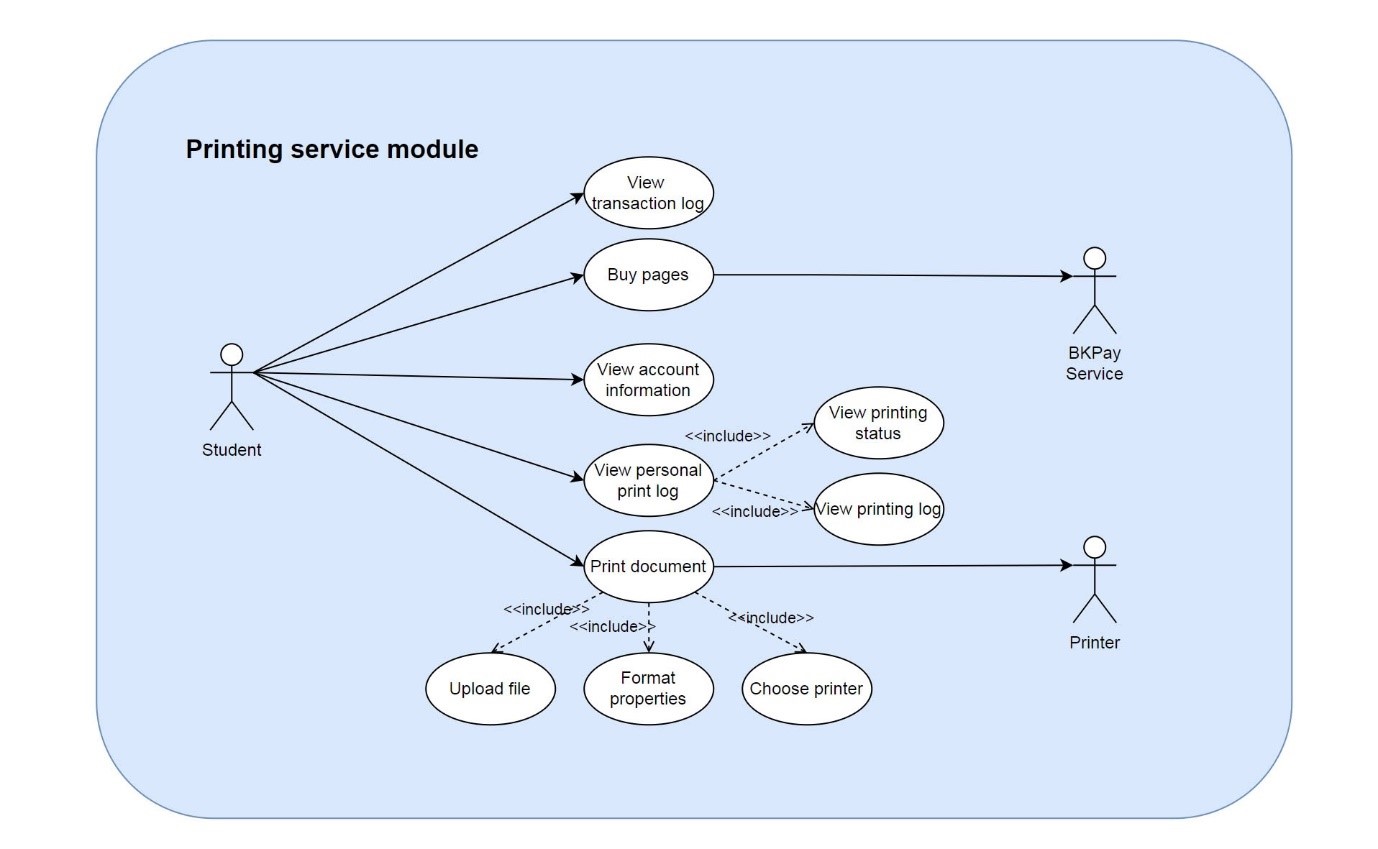 Printing service module
View
transaction log
Buy pages
BKPay
Service
View account
information
Student
View printing
status
<<include>>
View personal
print log
<<include>>
View printing log
Print document
<<include>>
<<include>>
<<include>>
Printer
Upload file
Format
properties
Choose printer